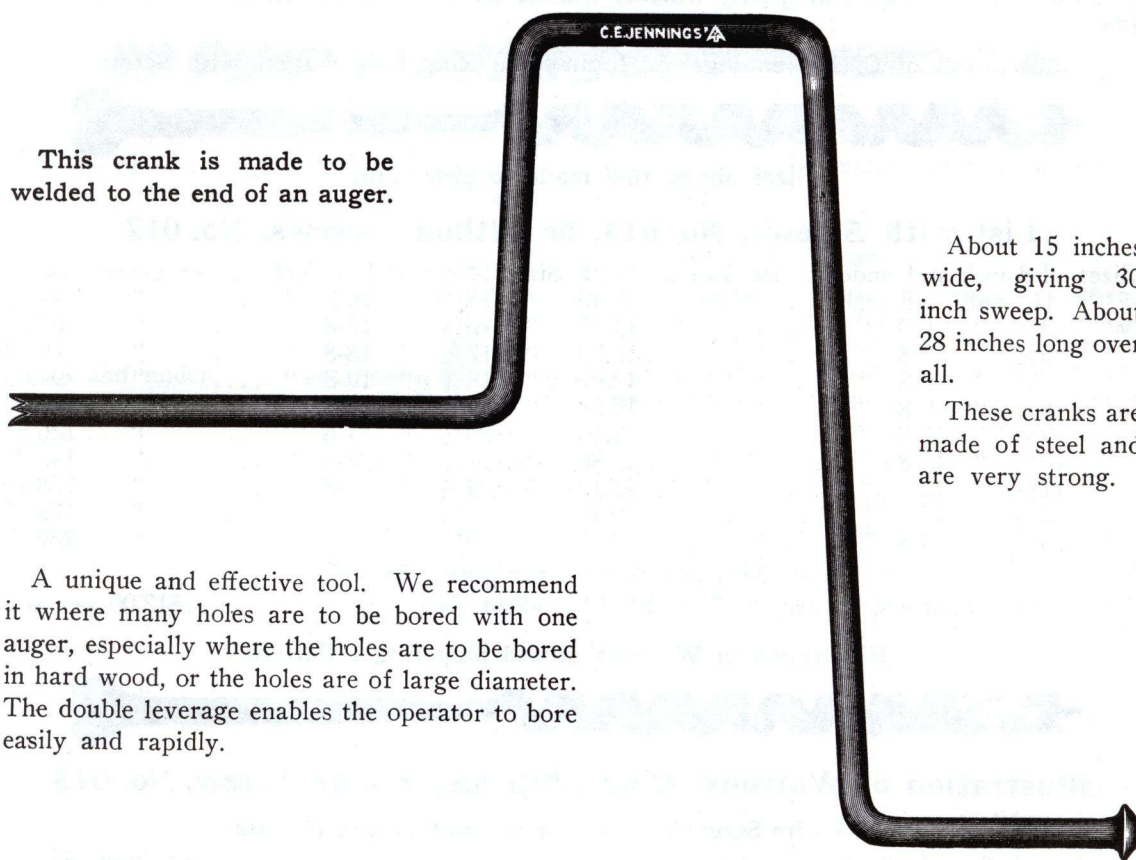 C.E.JENNINGS'
This crank is made to be
welded to the end of an auger.
About 15 inches
wide, giving 30
inch sweep. About
28 inches long over
all.
These cranks are
made of steel and
are very strong.
A unique and effective tool. We recommend
it where many holes are to be bored with one
auger, especially where the holes are to be bored
in hard wood, or the holes are of large diameter.
The double leverage enables the operator to bore
easily and rapidly.